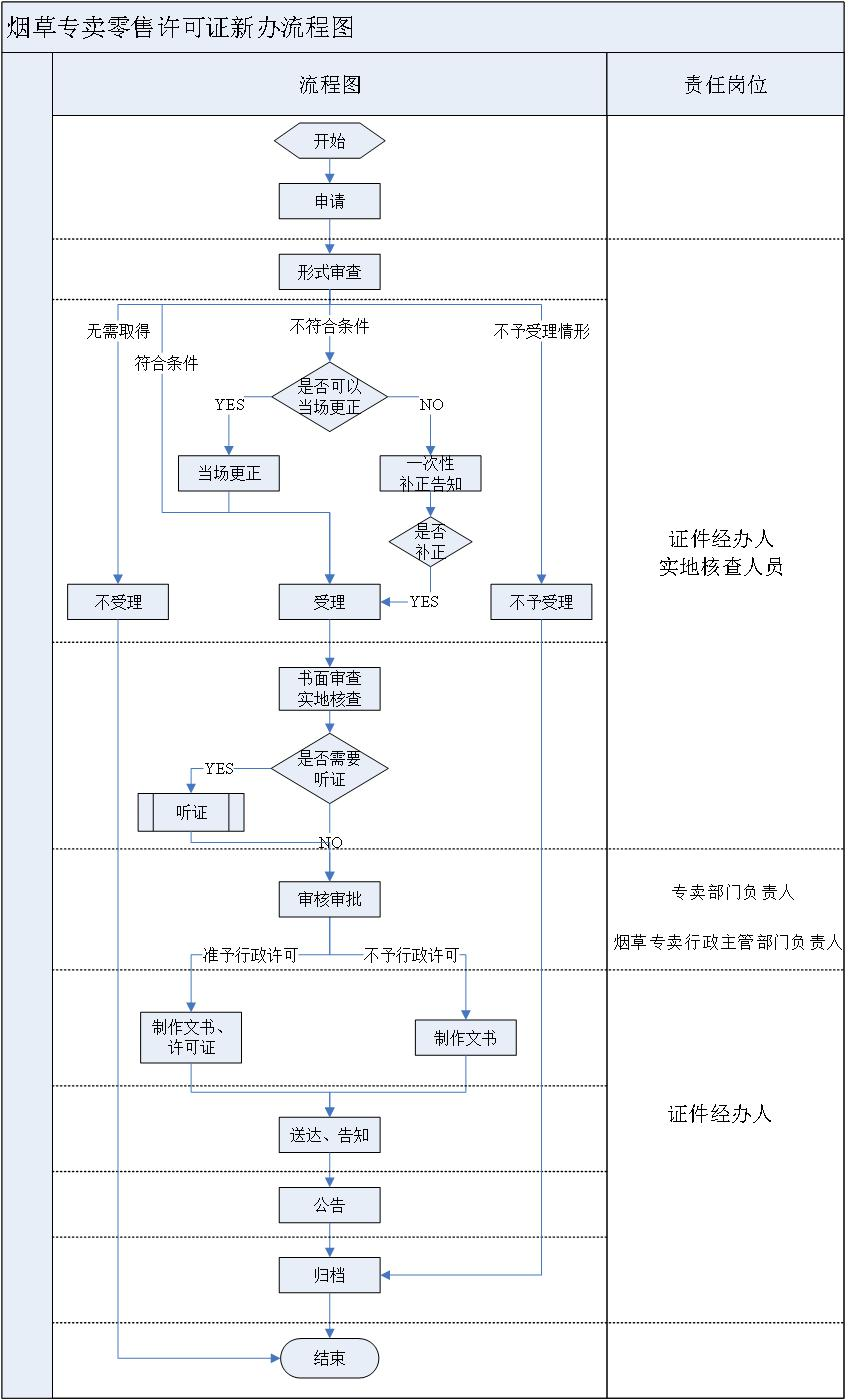 烟草专卖零售许可证新办流程图
流程图
责任岗位
开始
申请
形式审查
无需取得
符合条件
不符合条件
不予受理情形
是否可以
当场更正
YES
NO
当场更正
一次性
补正告知
是否
补正
YES
不受理
受理
不予受理
证件经办人
实地核查人员
书面审查
实地核查
是否需要
听证
YES
听证
NO
审核审批
专卖部门负责人
烟草专卖行政主管部门负责人
准予行政许可
不予行政许可
制作文书、
许可证
制作文书
证件经办人
送达、告知
公告
归档
结束